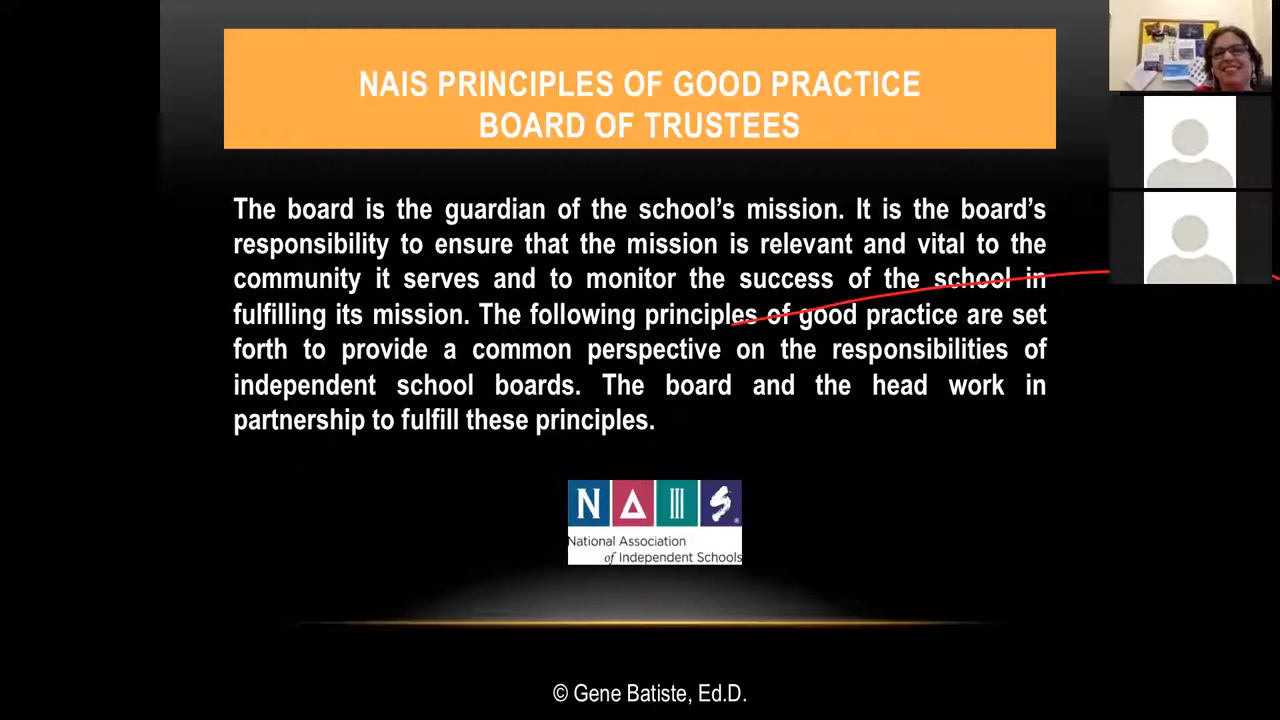 NAIS PRINCIPLES OF GOOD PRACTICE
BOARD OF TRUSTEES
The board is the guardian of the school’s mission. It is the board’s
responsibility to ensure that the mission is relevant and vital to the
community it serves and to monitor the success of the school in
fulfilling its mission. The following principles of good practice are set
forth to provide a common perspective on the responsibilities of
independent school boards. The board and the head work in
partnership to fulfill these principles.
NAIS®
National Association
of Independent Schools
© Gene Batiste, Ed.D.